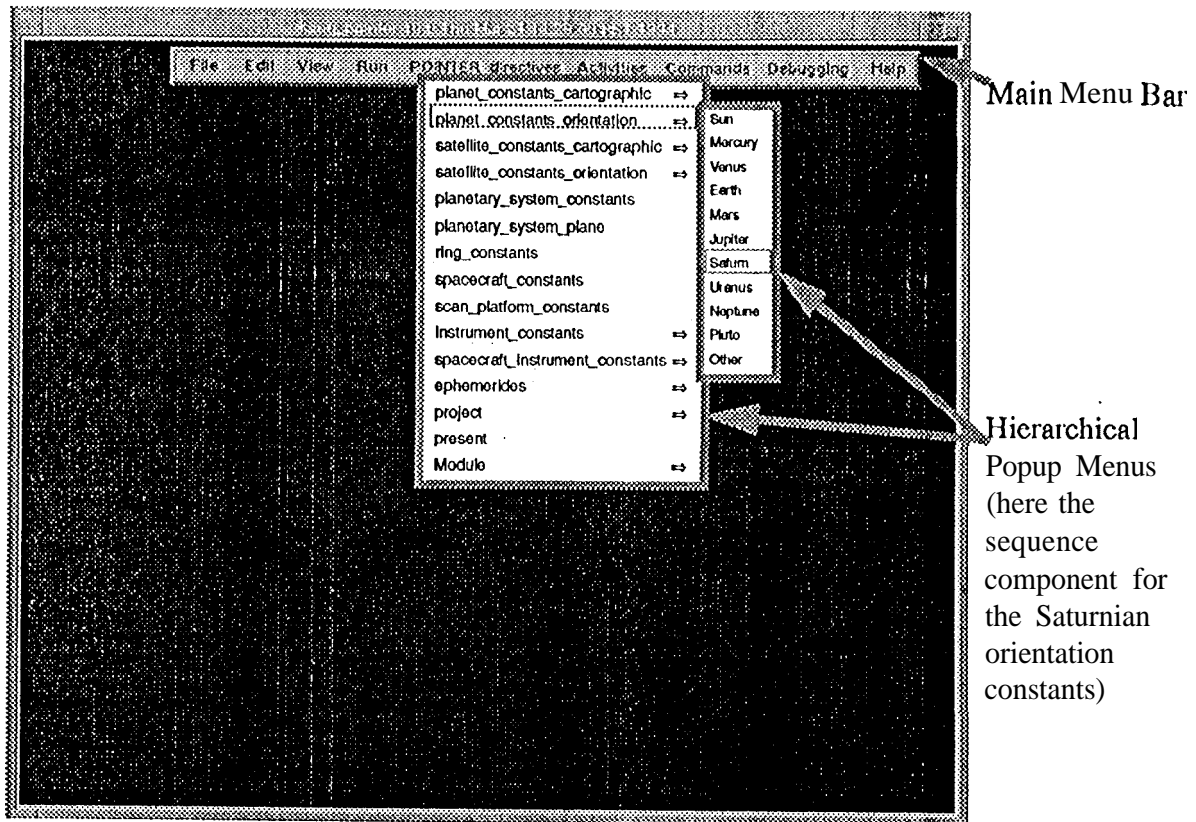 File Edit View Run POINTER directives Activities Commands Debugging Help
Main Menu Bar
planet_constants_cartographic ⇒
planet_constants_orientation ⇒
satellite_constants_cartographic ⇒
satellite_constants_orientation ⇒
planetary_system_constants
planetary_system_plane
ring_constants
spacecraft_constants
scan_platform_constants
Instrument_constants ⇒
spacecraft_Instrument_constants ⇒
ephemerides ⇒
project ⇒
present
Module ⇒
Sun
Mercury
Venus
Earth
Mars
Jupiter
Saturn
Uranus
Neptune
Pluto
Other
Hierarchical
Popup Menus
(here the
sequence
component for
the Saturnian
orientation
constants)